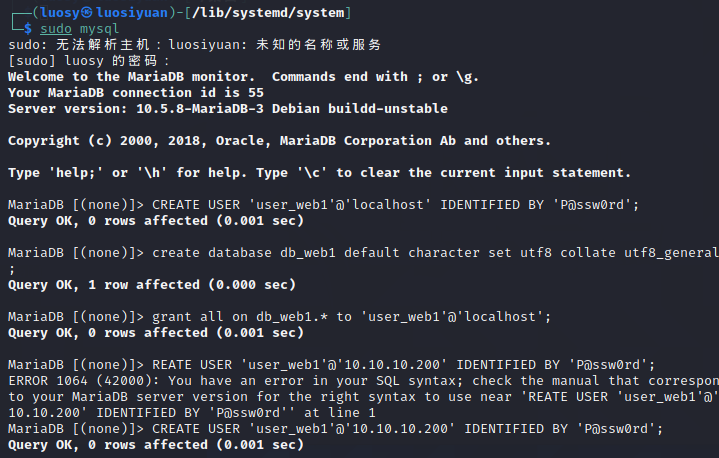 (luosy㉿luosiyuan)-[/lib/systemd/system]
$ sudo mysql
sudo: 无法解析主机：luosiyuan: 未知的名称或服务
[sudo] luosy 的密码：
Welcome to the MariaDB monitor.  Commands end with ; or \g.
Your MariaDB connection id is 55
Server version: 10.5.8-MariaDB-3 Debian buildd-unstable
Copyright (c) 2000, 2018, Oracle, MariaDB Corporation Ab and others.
Type 'help;' or '\h' for help. Type '\c' to clear the current input statement.
MariaDB [(none)]> CREATE USER 'user_web1'@'localhost' IDENTIFIED BY 'P@ssw0rd';
Query OK, 0 rows affected (0.001 sec)
MariaDB [(none)]> create database db_web1 default character set utf8 collate utf8_general
;
Query OK, 1 row affected (0.000 sec)
MariaDB [(none)]> grant all on db_web1.* to 'user_web1'@'localhost';
Query OK, 0 rows affected (0.001 sec)
MariaDB [(none)]> REATE USER 'user_web1'@'10.10.10.200' IDENTIFIED BY 'P@ssw0rd';
ERROR 1064 (42000): You have an error in your SQL syntax; check the manual that correspon
to your MariaDB server version for the right syntax to use near 'REATE USER 'user_web1'@'
10.10.200' IDENTIFIED BY 'P@ssw0rd'' at line 1
MariaDB [(none)]> CREATE USER 'user_web1'@'10.10.10.200' IDENTIFIED BY 'P@ssw0rd';
Query OK, 0 rows affected (0.001 sec)